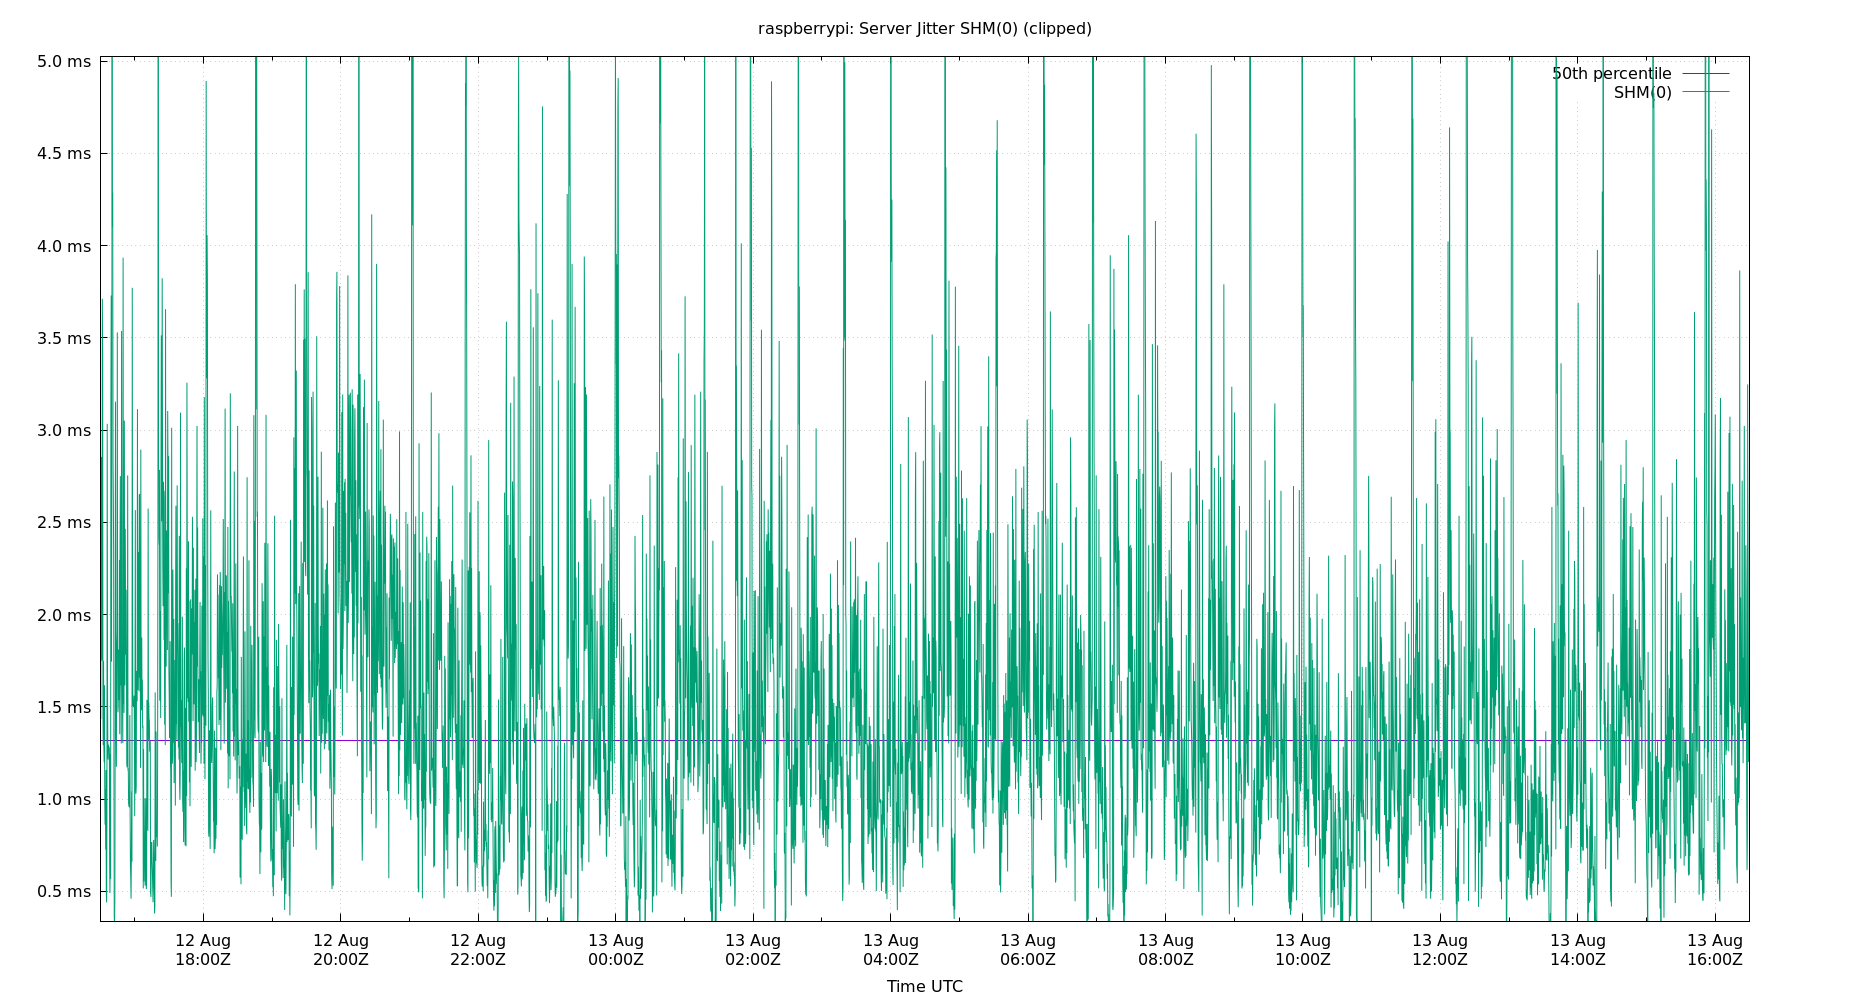 raspberrypi: Server Jitter SHM(0) (clipped)
50th percentile
SHM(0)
5.0 ms
4.5 ms
4.0 ms
3.5 ms
3.0 ms
2.5 ms
2.0 ms
1.5 ms
1.0 ms
0.5 ms
12 Aug 12 Aug 12 Aug 13 Aug 13 Aug 13 Aug 13 Aug 13 Aug 13 Aug 13 Aug 13 Aug 13 Aug
18:00Z 20:00Z 22:00Z 00:00Z 02:00Z 04:00Z 06:00Z 08:00Z 10:00Z 12:00Z 14:00Z 16:00Z
Time UTC